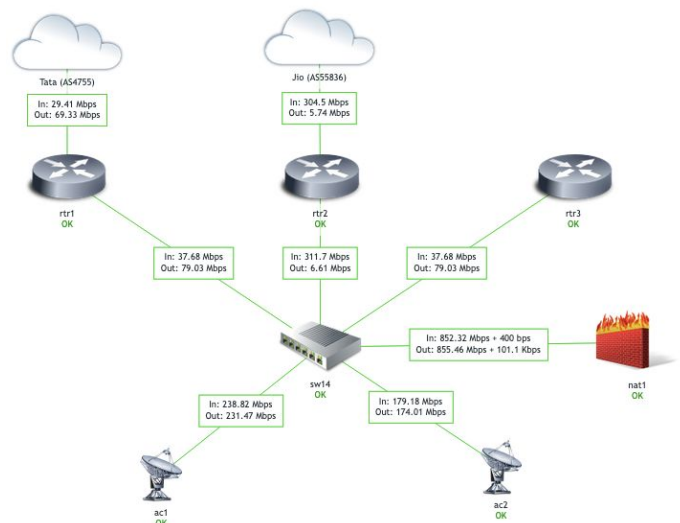 Tata (AS4755)
Jio (AS55836)
In: 29.41 Mbps
Out: 69.33 Mbps
In: 304.5 Mbps
Out: 5.74 Mbps
rtr1
OK
rtr2
OK
rtr3
OK
In: 37.68 Mbps
Out: 79.03 Mbps
In: 311.7 Mbps
Out: 6.61 Mbps
In: 37.68 Mbps
Out: 79.03 Mbps
In: 852.32 Mbps + 400 bps
Out: 855.46 Mbps + 101.1 Kbps
sw14
OK
nat1
OK
In: 238.82 Mbps
Out: 231.47 Mbps
In: 179.18 Mbps
Out: 174.01 Mbps
ac1
OK
ac2
OK